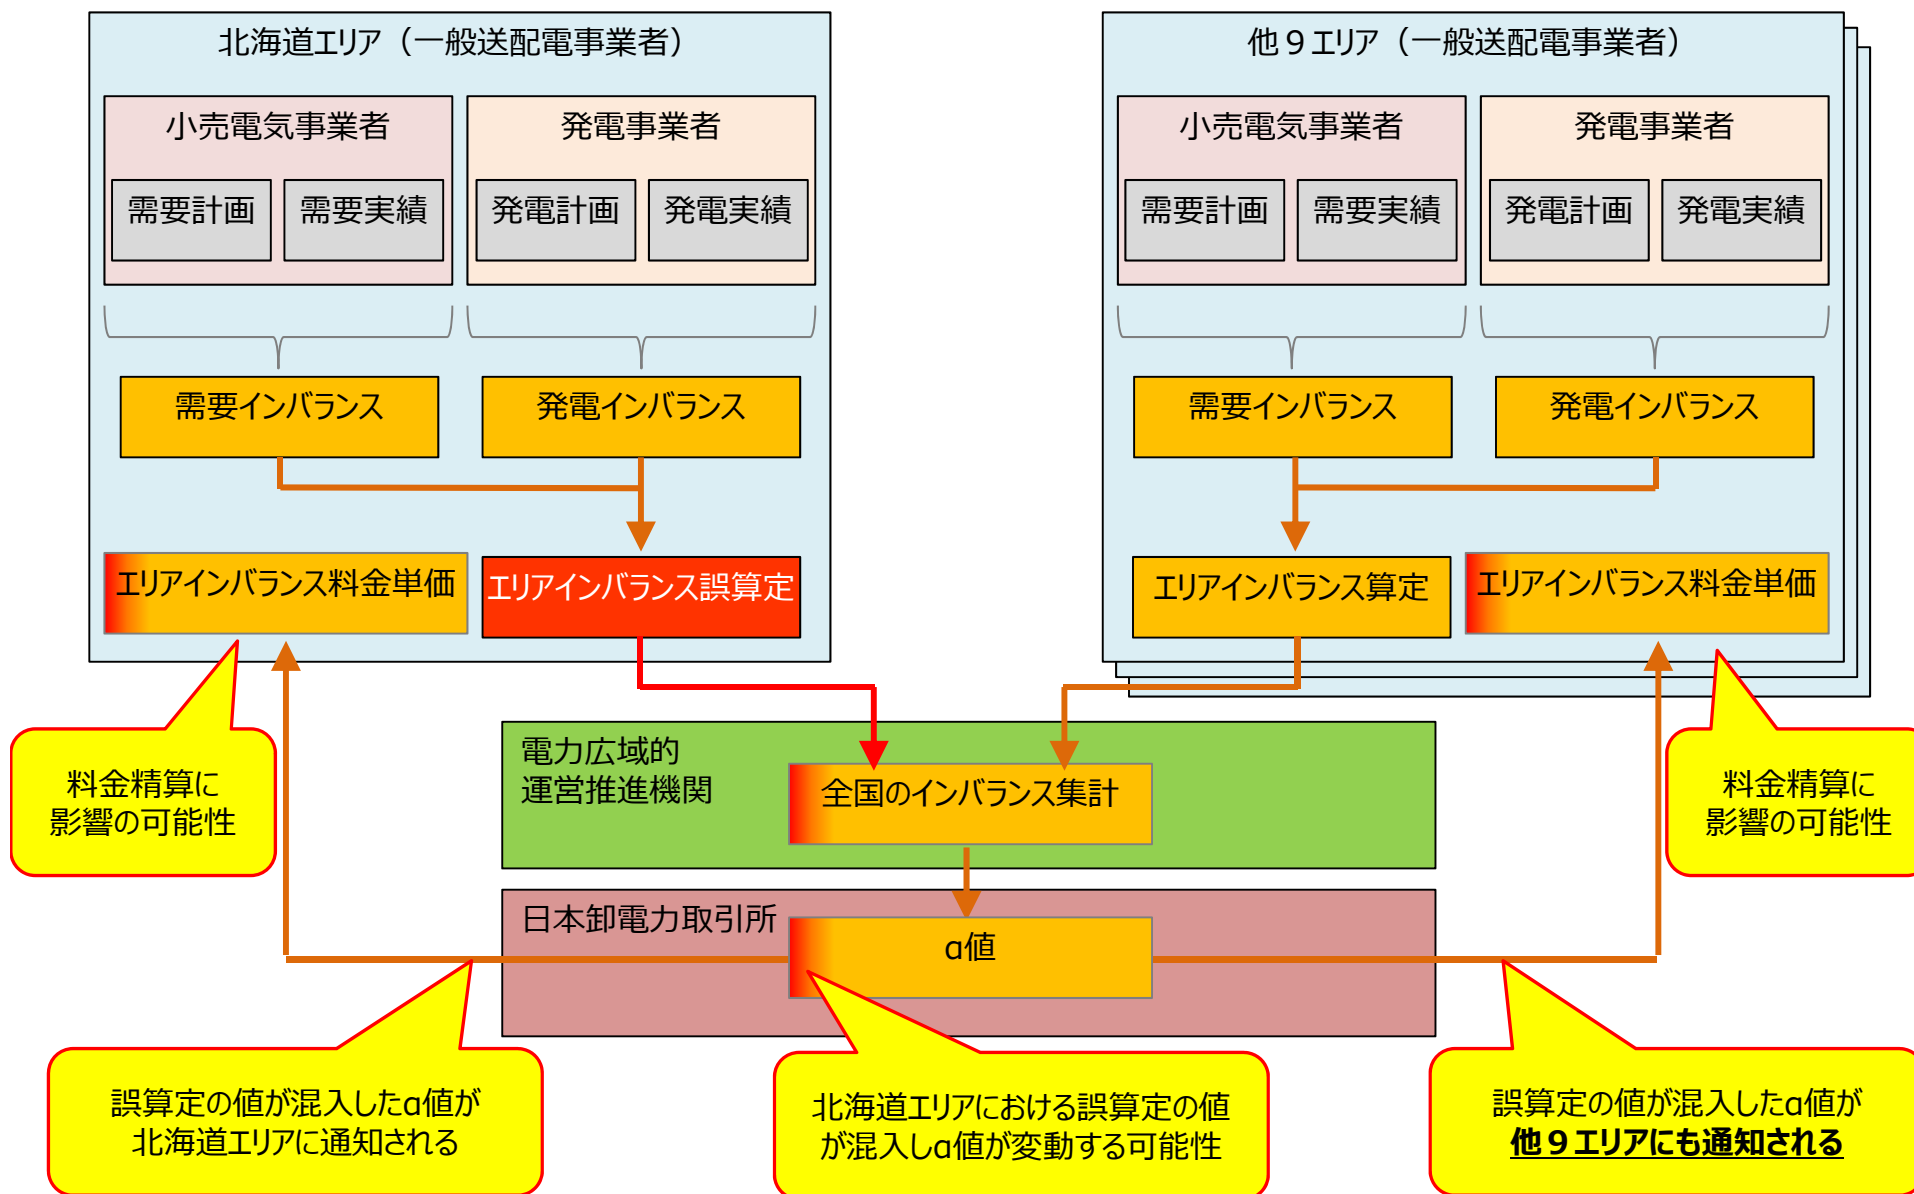 北海道エリア（一般送配電事業者）
小売電気事業者
発電事業者
需要計画
需要実績
発電計画
発電実績
需要インバランス
発電インバランス
エリアインバランス料金単価
エリアインバランス誤算定
他９エリア（一般送配電事業者）
小売電気事業者
発電事業者
需要計画
需要実績
発電計画
発電実績
需要インバランス
発電インバランス
エリアインバランス算定
エリアインバランス料金単価
料金精算に
影響の可能性
電力広域的
運営推進機関
全国のインバランス集計
料金精算に
影響の可能性
日本卸電力取引所
α値
誤算定の値が混入したα値が
北海道エリアに通知される
北海道エリアにおける誤算定の値
が混入しα値が変動する可能性
誤算定の値が混入したα値が
他９エリアにも通知される